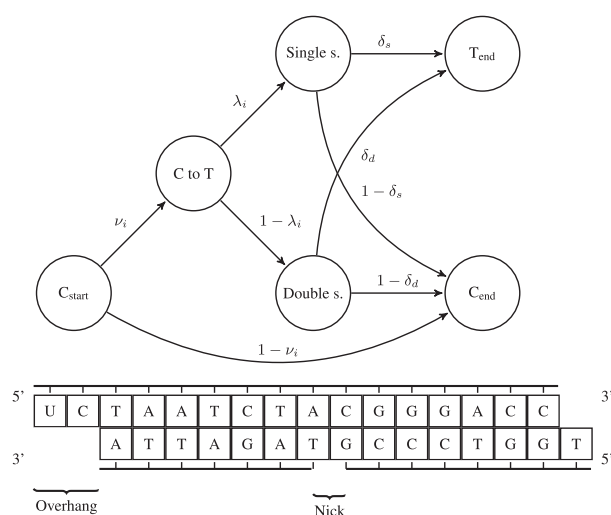 Single s.
δ_s
T_end
λ_i
δ_d
C to T
1 − δ_s
ν_i
1 − λ_i
C_start
Double s.
1 − δ_d
C_end
1 − ν_i
5’ U C T A A T C T A C G G G A C C 3’
3’ A T T A G A T G C C C T G G T 5’
Overhang
Nick